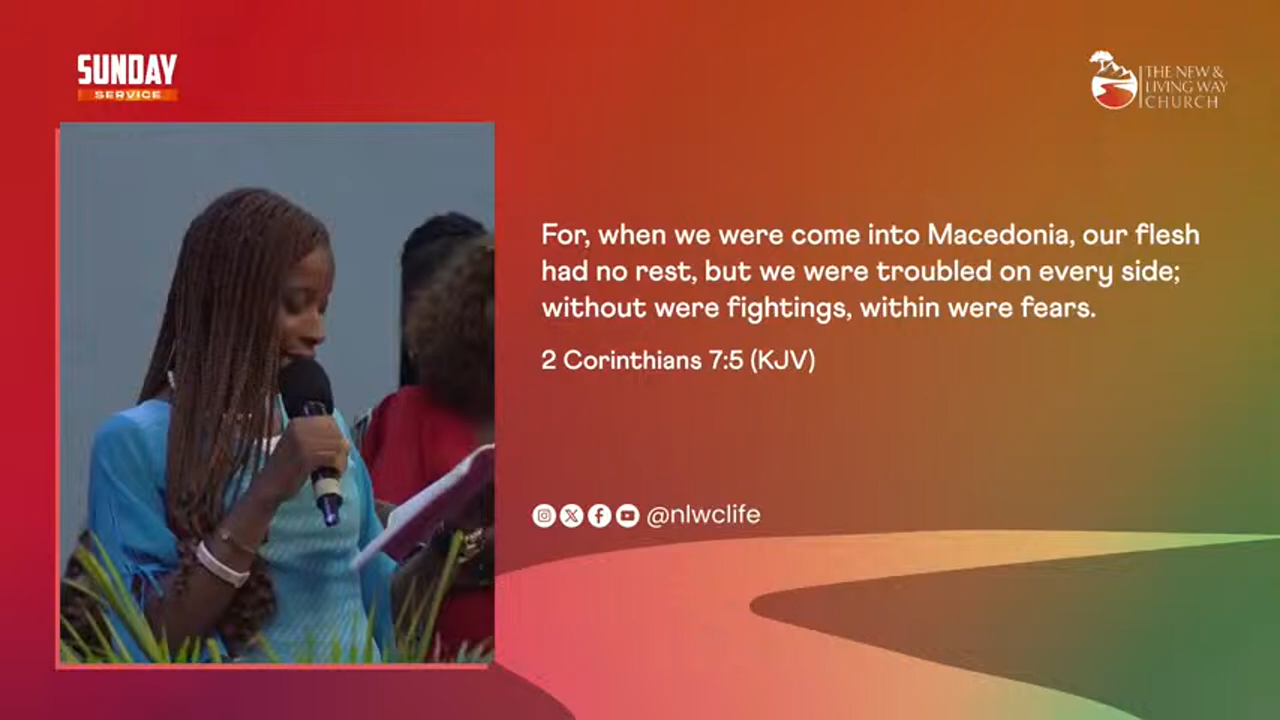 SUNDAY
SERVICE
THE NEW &
LIVING WAY
CHURCH
For, when we were come into Macedonia, our flesh
had no rest, but we were troubled on every side;
without were fightings, within were fears.
2 Corinthians 7:5 (KJV)
@nlwclife